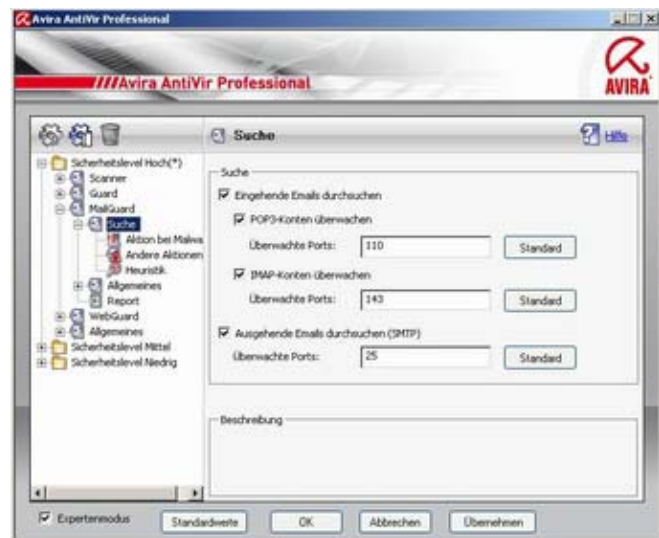 Avira AntiVir Professional
Avira AntiVir Professional
AVIRA
Suche
Hilfe
Sicherheitslevel Hoch(*)
Scanner
Guard
MailGuard
Suche
Aktion bei Malwa
Andere Aktionen
Heuristik
Allgemeines
Report
WebGuard
Allgemeines
Sicherheitslevel Mittel
Sicherheitslevel Niedrig
Suche
Eingehende Emails durchsuchen
POP3-Konten überwachen
Überwachte Ports: 110 Standard
IMAP-Konten überwachen
Überwachte Ports: 143 Standard
Ausgehende Emails durchsuchen (SMTP)
Überwachte Ports: 25 Standard
Beschreibung
Expertenmodus Standardwerte OK Abbrechen Übernehmen